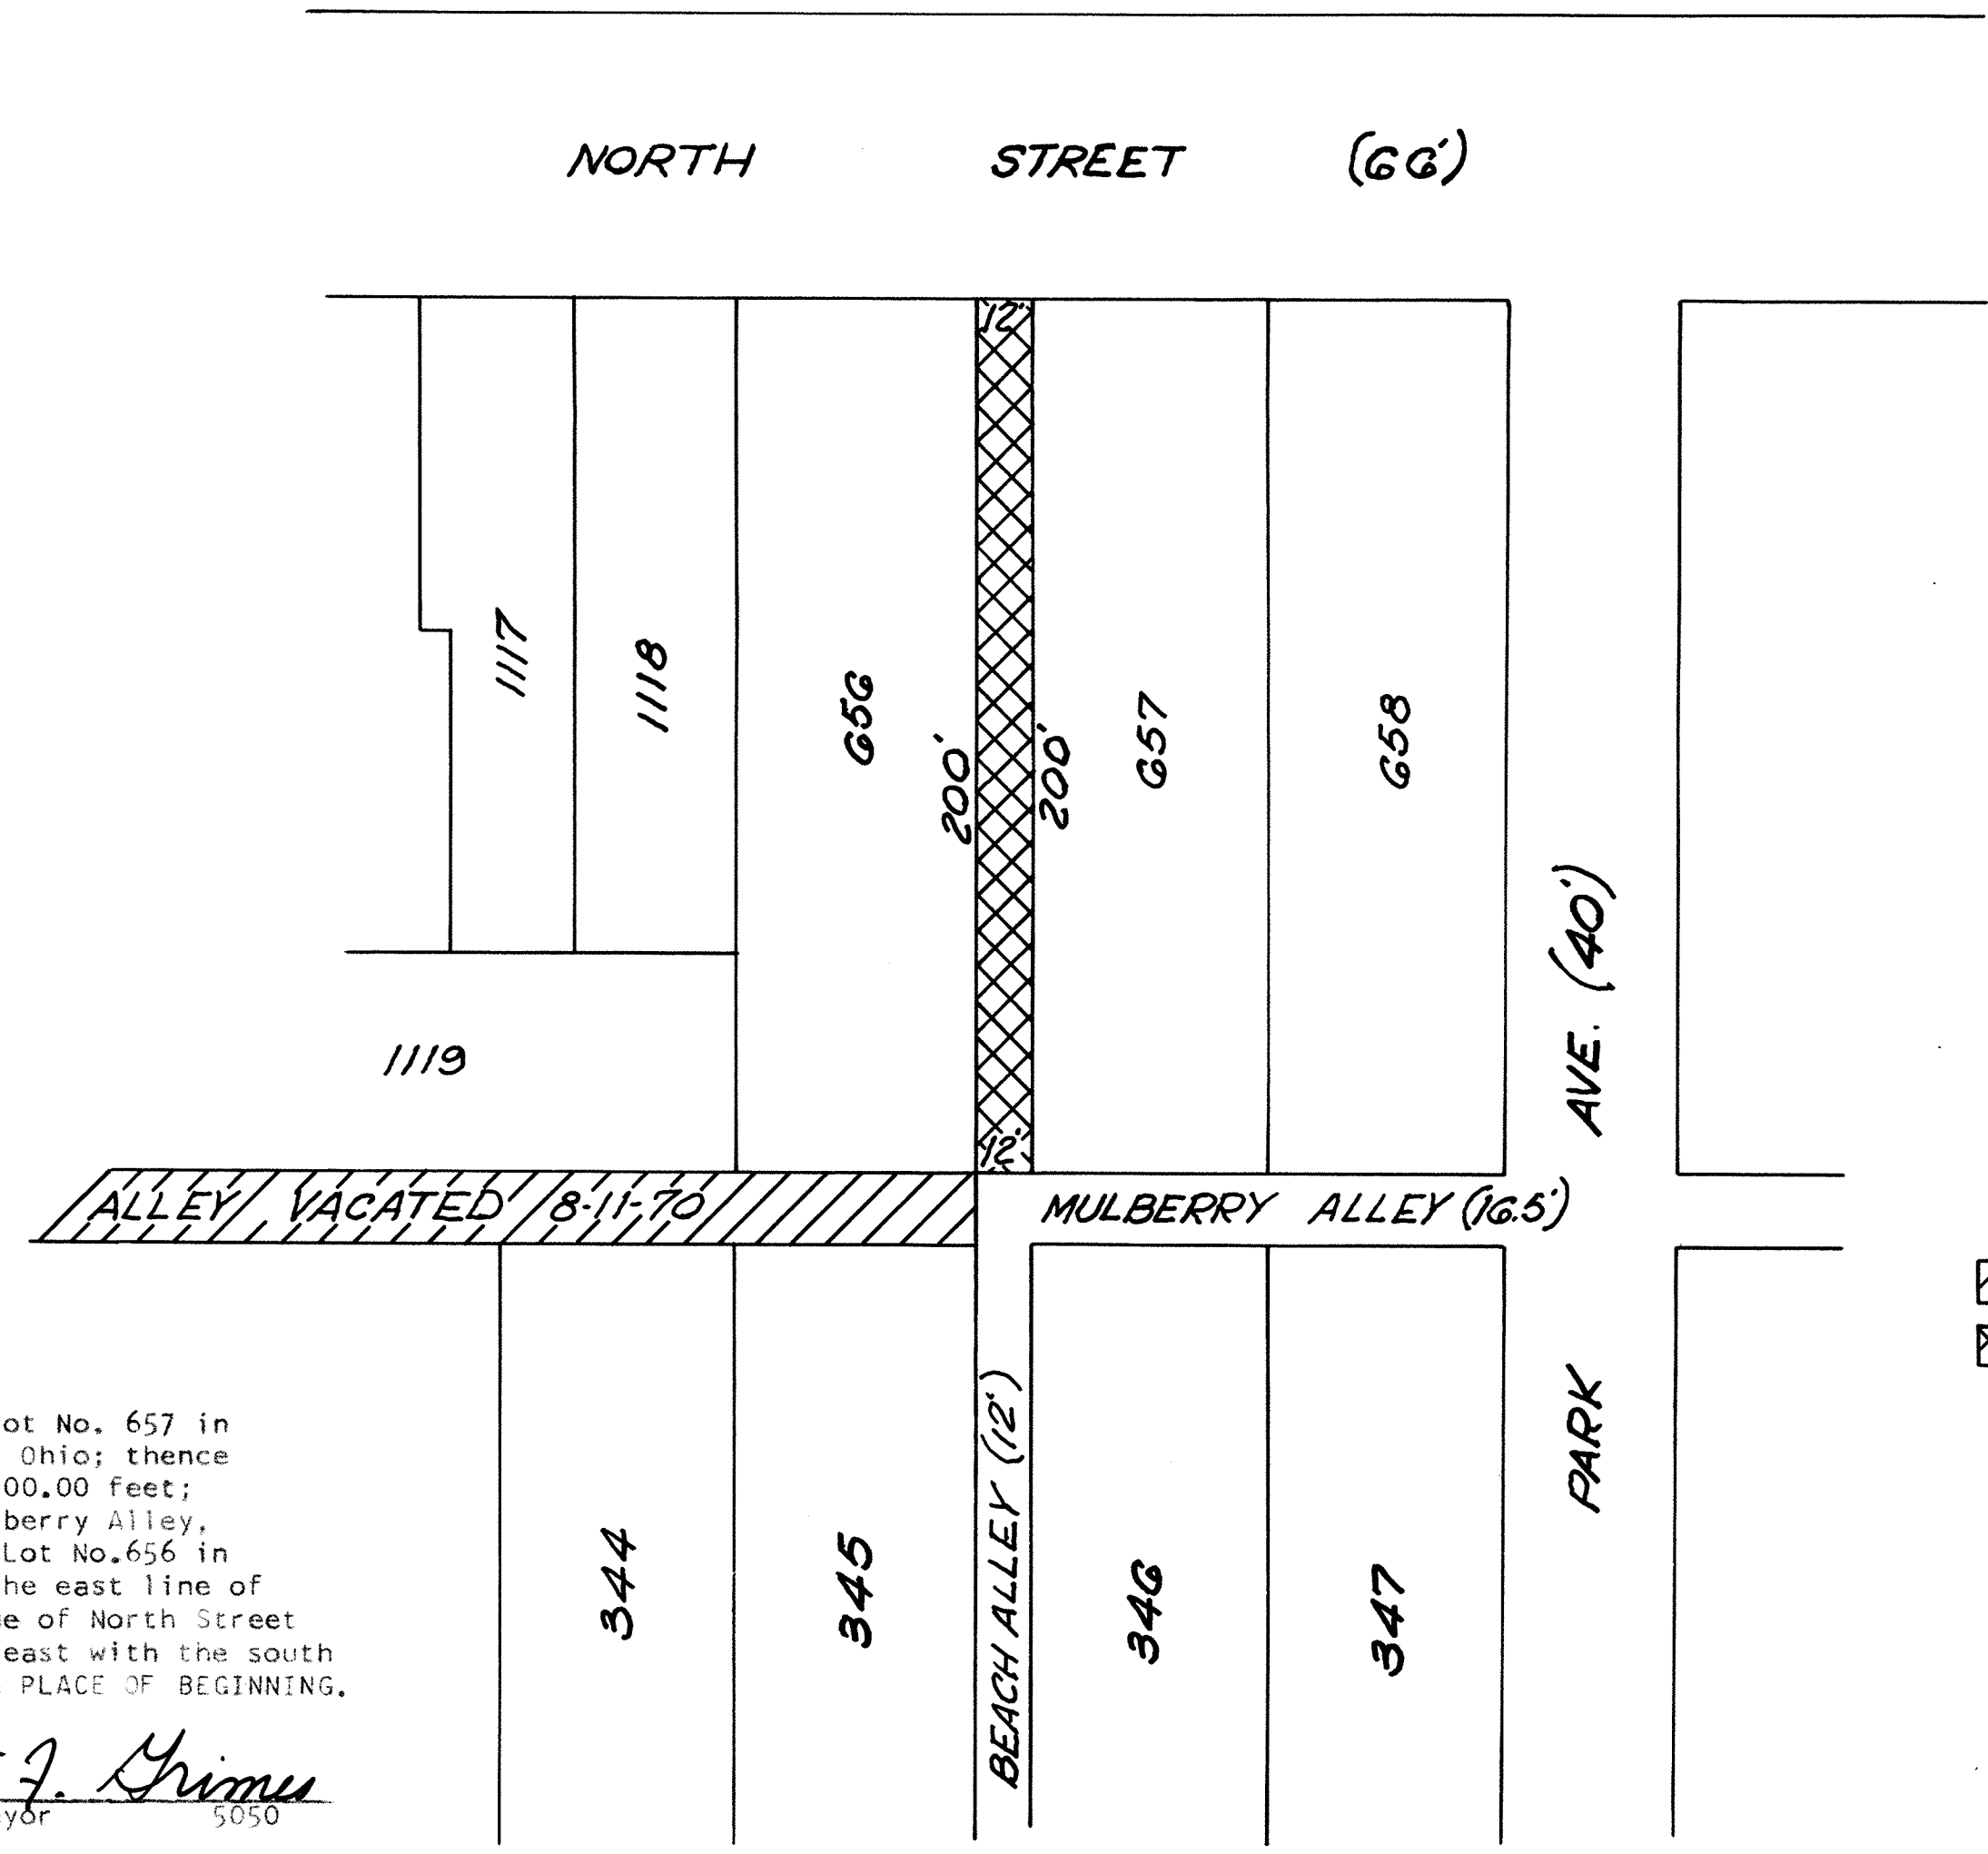 NORTH STREET (66')
12'
1117
1118
656
200'
200'
657
658
AVE. (40')
1119
12'
ALLEY VACATED 8-11-70
MULBERRY ALLEY (16.5')
PARK
BEACH ALLEY (12')
344
345
346
347
ot No. 657 in
Ohio; thence
00.00 feet;
berry Alley,
Lot No.656 in
he east line of
e of North Street
east with the south
PLACE OF BEGINNING.
J. Grimes
yor 5050